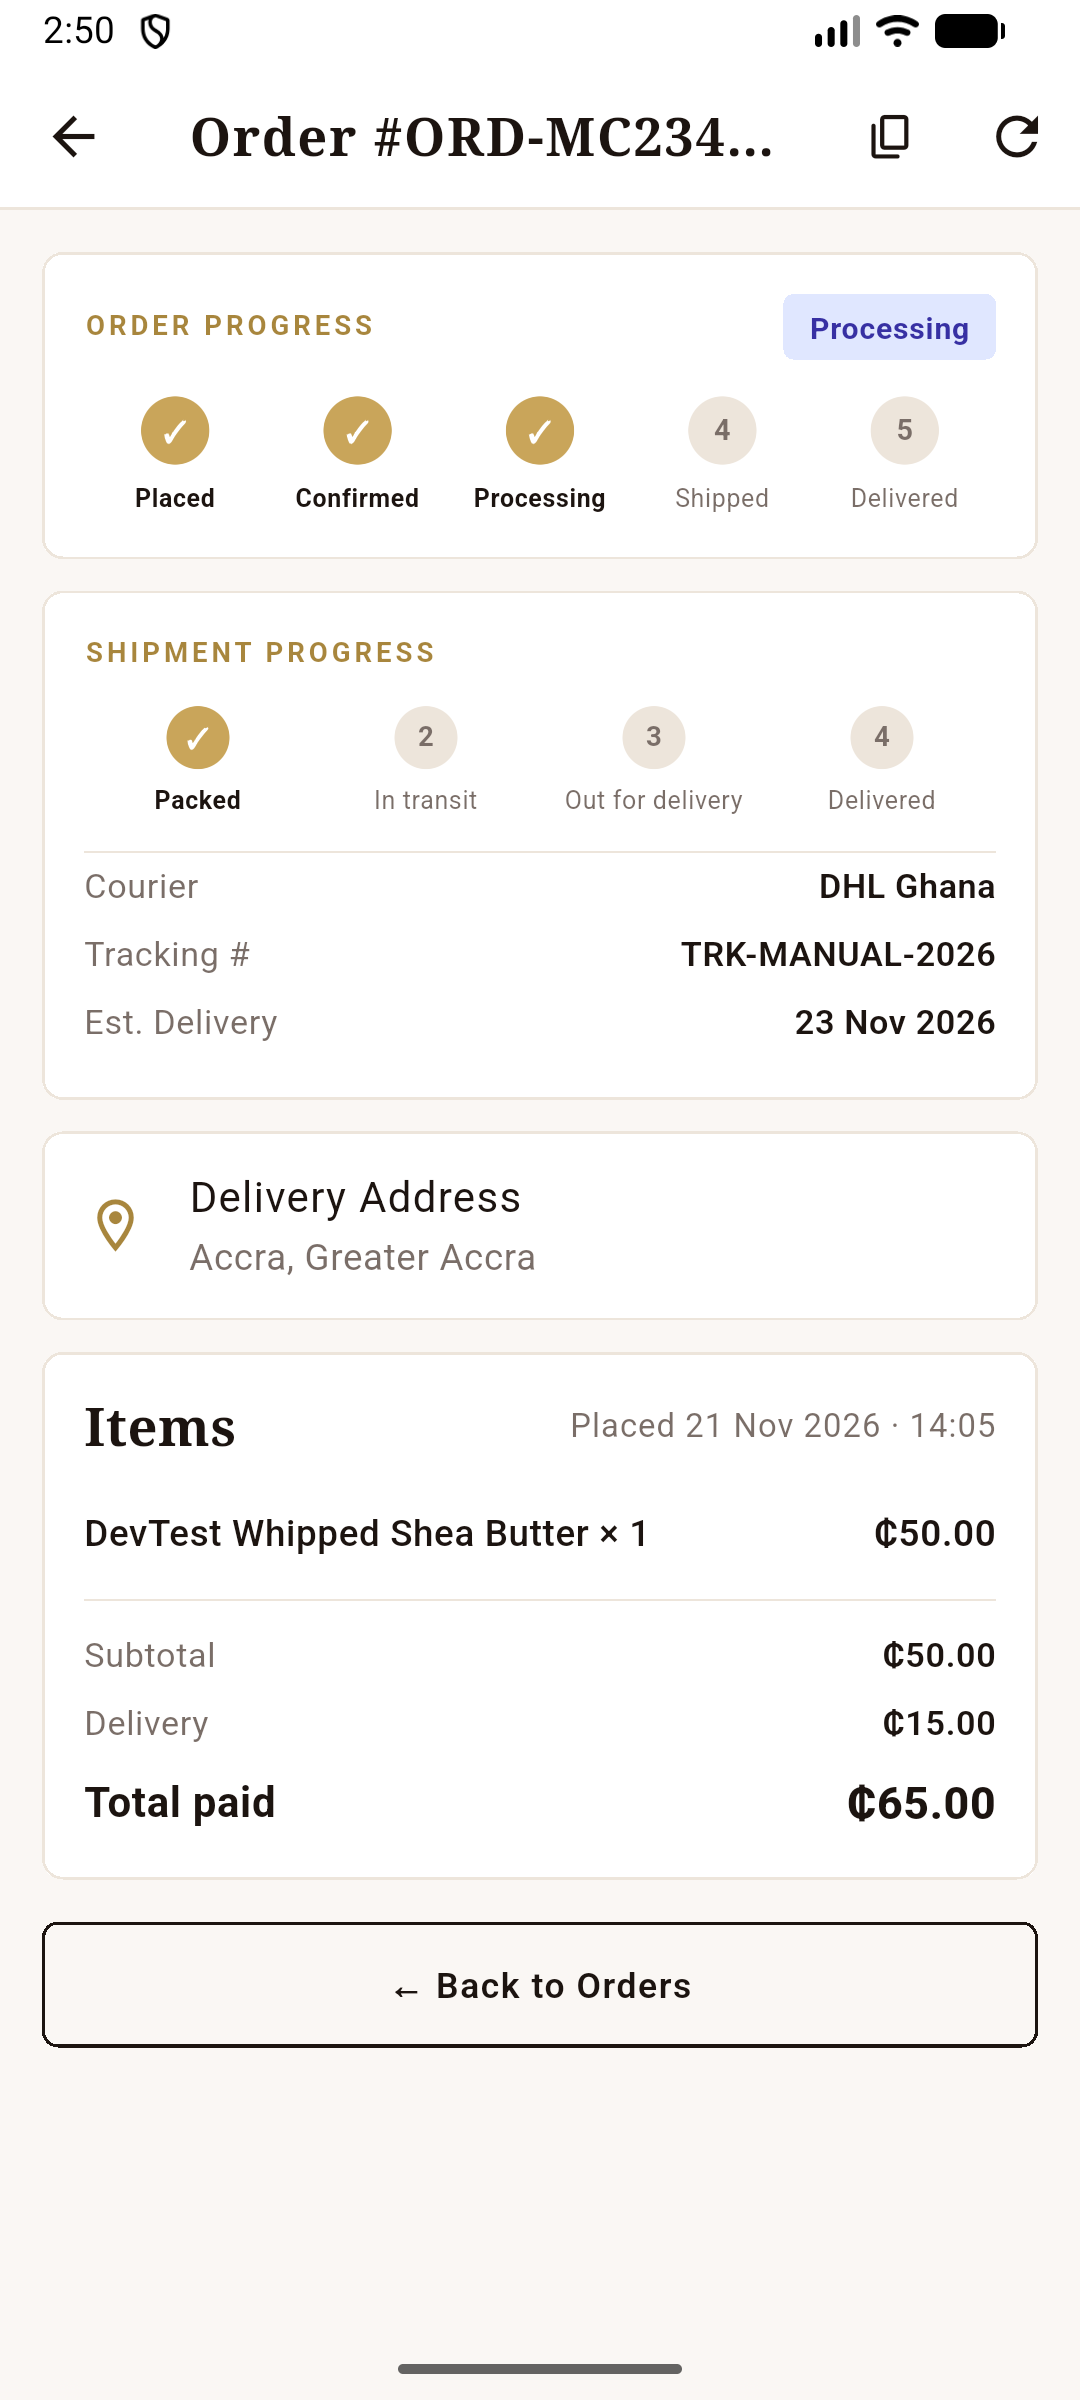 2:50
Order #ORD-MC234...
ORDER PROGRESS
Processing
✓ ✓ ✓ 4 5
Placed Confirmed Processing Shipped Delivered
SHIPMENT PROGRESS
✓ 2 3 4
Packed In transit Out for delivery Delivered
Courier DHL Ghana
Tracking # TRK-MANUAL-2026
Est. Delivery 23 Nov 2026
Delivery Address
Accra, Greater Accra
Items Placed 21 Nov 2026 · 14:05
DevTest Whipped Shea Butter × 1 ₵50.00
Subtotal ₵50.00
Delivery ₵15.00
Total paid ₵65.00
← Back to Orders